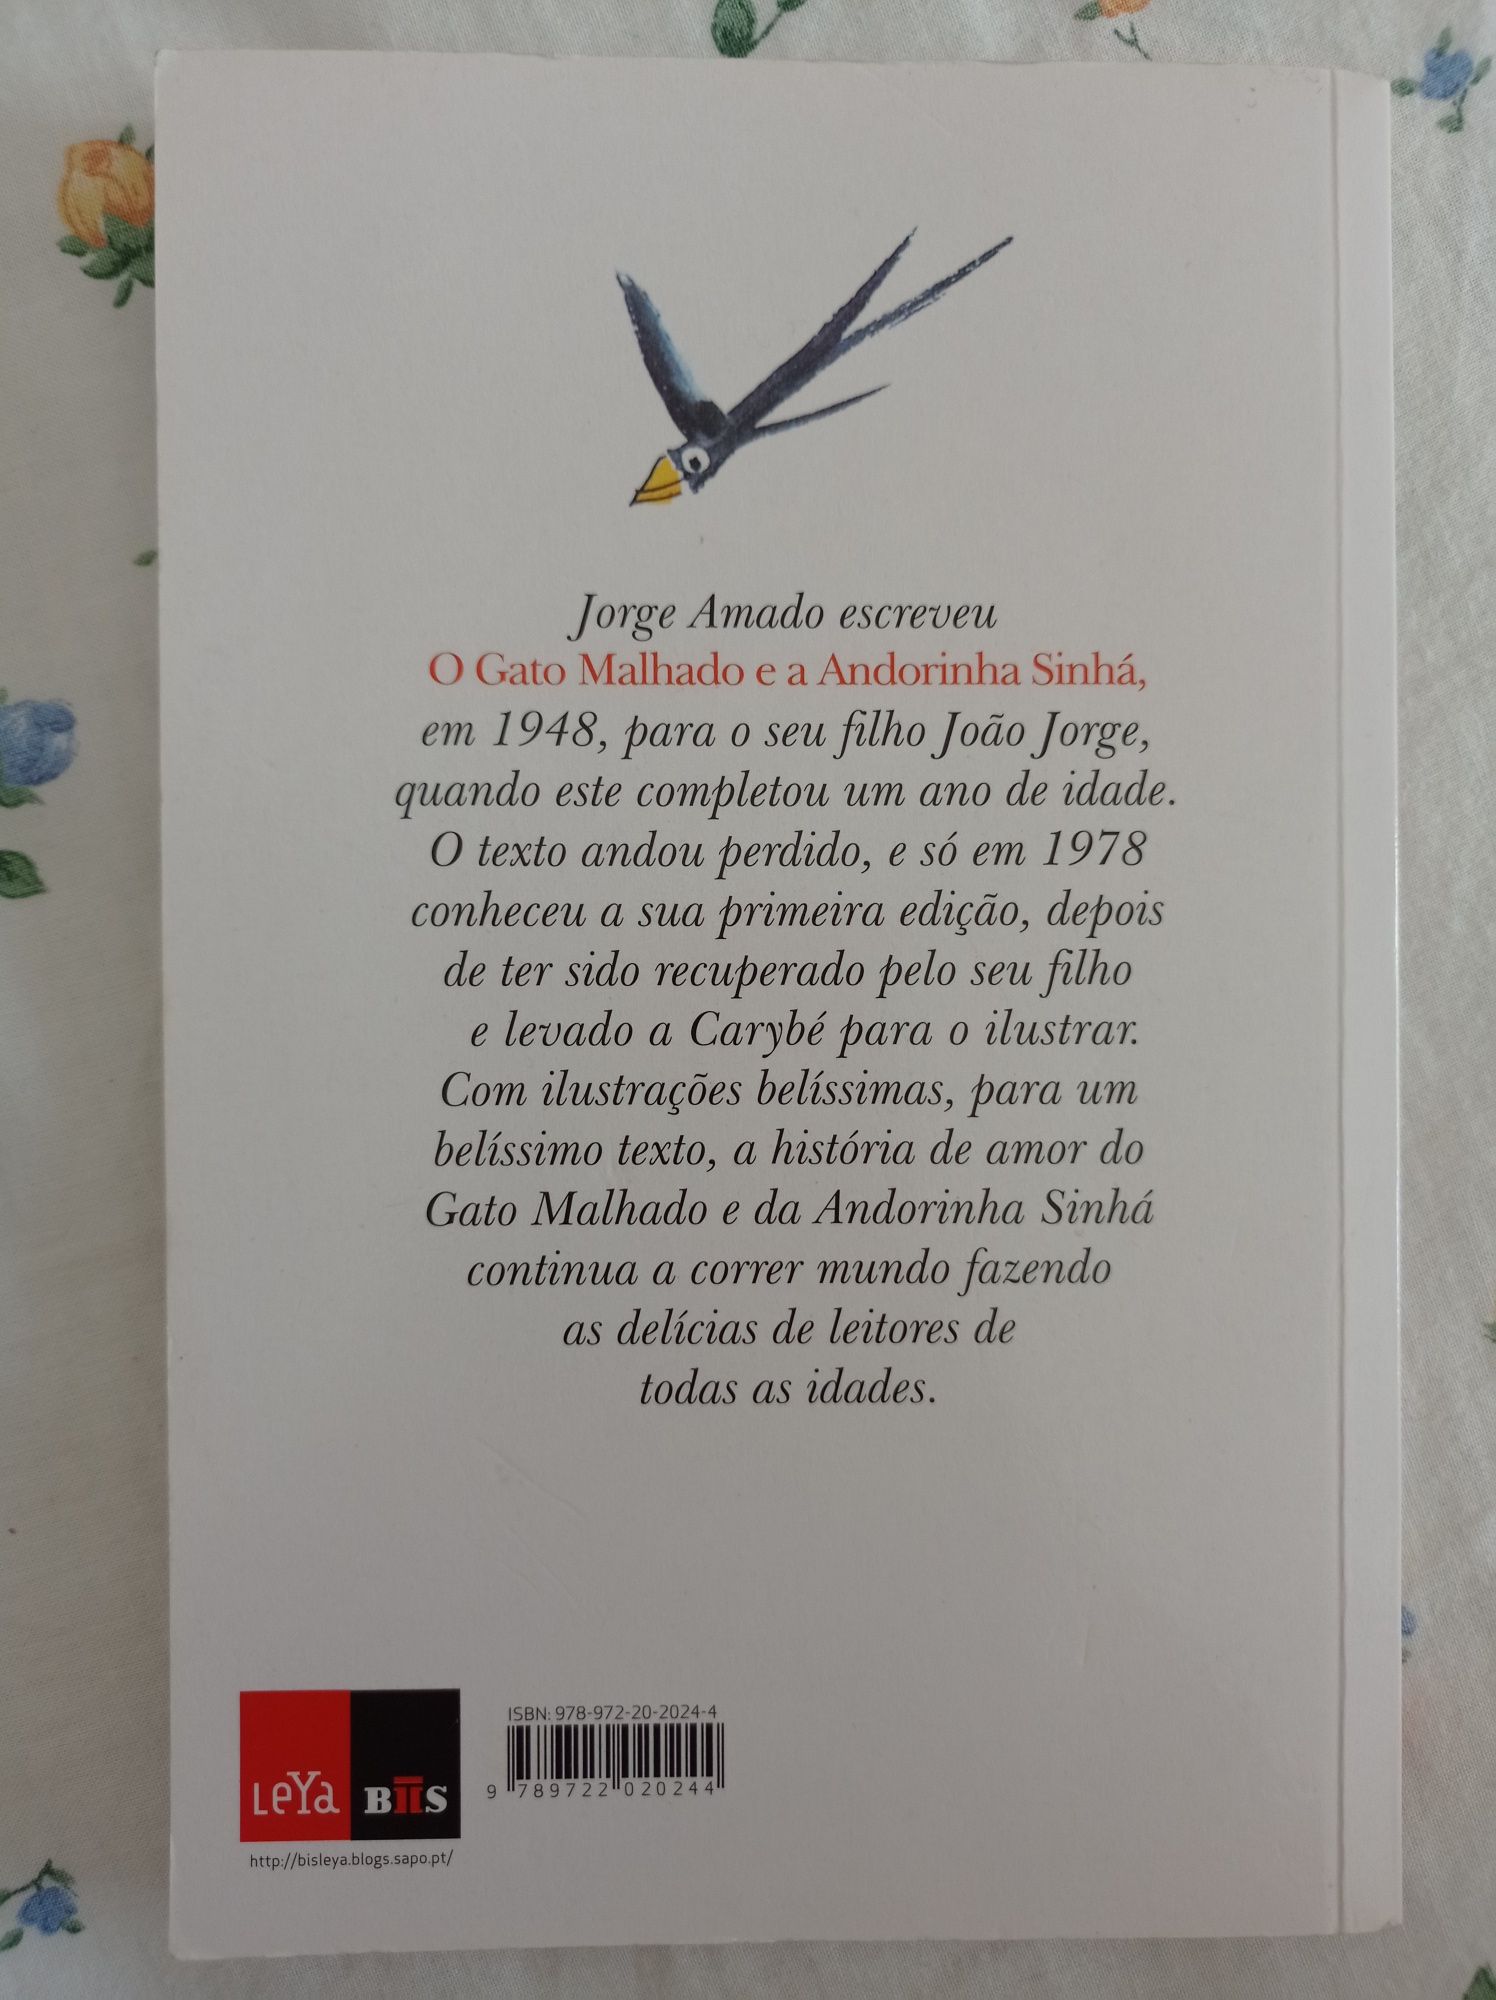 Jorge Amado escreveu
O Gato Malhado e a Andorinha Sinhá,
em 1948, para o seu filho João Jorge,
quando este completou um ano de idade.
O texto andou perdido, e só em 1978
conheceu a sua primeira edição, depois
de ter sido recuperado pelo seu filho
e levado a Carybé para o ilustrar.
Com ilustrações belíssimas, para um
belíssimo texto, a história de amor do
Gato Malhado e da Andorinha Sinhá
continua a correr mundo fazendo
as delícias de leitores de
todas as idades.
LeYa BIIS
http://bisleya.blogs.sapo.pt/
ISBN: 978-972-20-2024-4
9 789722 020244